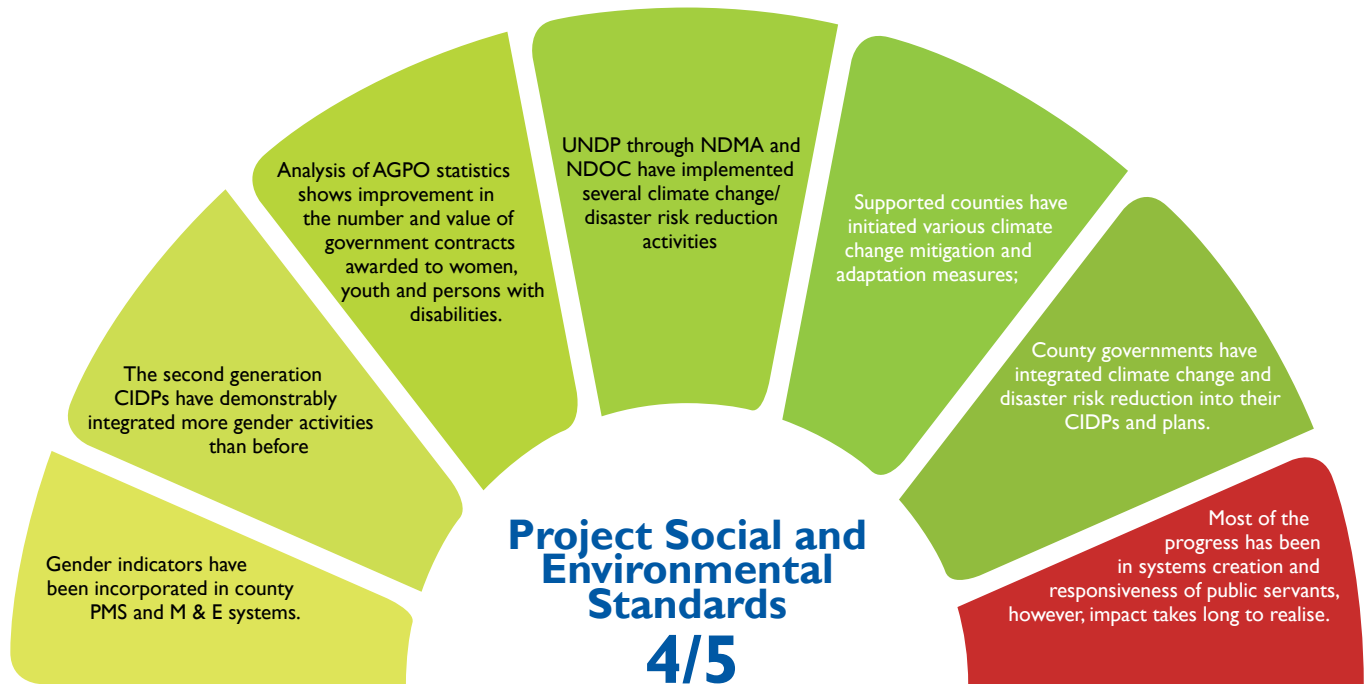 Gender indicators have
been incorporated in county
PMS and M & E systems.
The second generation
CIDPs have demonstrably
integrated more gender activities
than before
Analysis of AGPO statistics
shows improvement in
the number and value of
government contracts
awarded to women,
youth and persons with
disabilities.
UNDP through NDMA and
NDOC have implemented
several climate change/
disaster risk reduction
activities
Supported counties have
initiated various climate
change mitigation and
adaptation measures;
County governments have
integrated climate change and
disaster risk reduction into their
CIDPs and plans.
Most of the
progress has been
in systems creation and
responsiveness of public servants,
however, impact takes long to realise.
Project Social and
Environmental
Standards
4/5